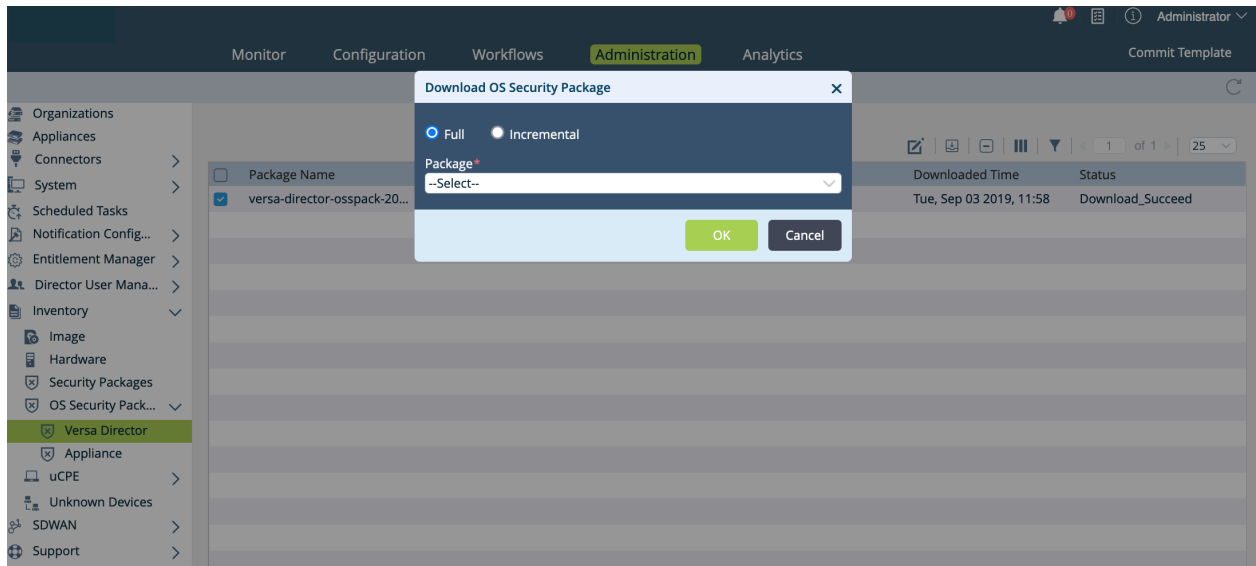 0
Administrator
Monitor Configuration Workflows Administration Analytics
Commit Template
Download OS Security Package
Full Incremental
Package*
--Select--
OK Cancel
Organizations
Appliances
Connectors
System
Scheduled Tasks
Notification Config...
Entitlement Manager
Director User Mana...
Inventory
Image
Hardware
Security Packages
OS Security Pack...
Versa Director
Appliance
uCPE
Unknown Devices
SDWAN
Support
1 of 1 25
Package Name Downloaded Time Status
versa-director-osspack-20... Tue, Sep 03 2019, 11:58 Download_Succeed